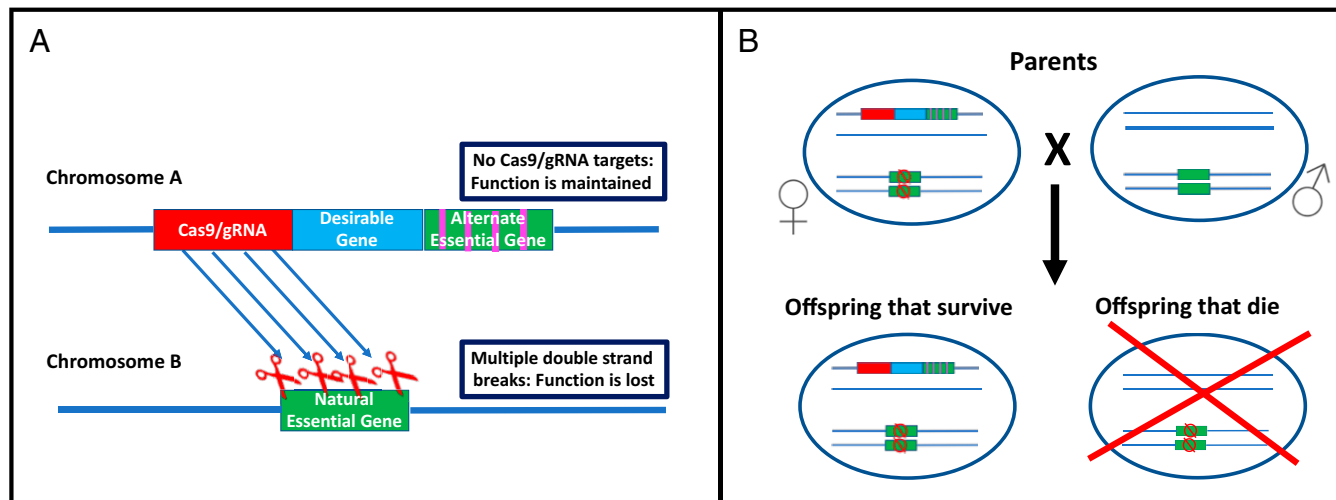 A
Chromosome A
No Cas9/gRNA targets:
Function is maintained
Cas9/gRNA
Desirable
Gene
Alternate
Essential Gene
Chromosome B
Multiple double strand
breaks: Function is lost
Natural
Essential Gene
B
Parents
X
Offspring that survive
Offspring that die